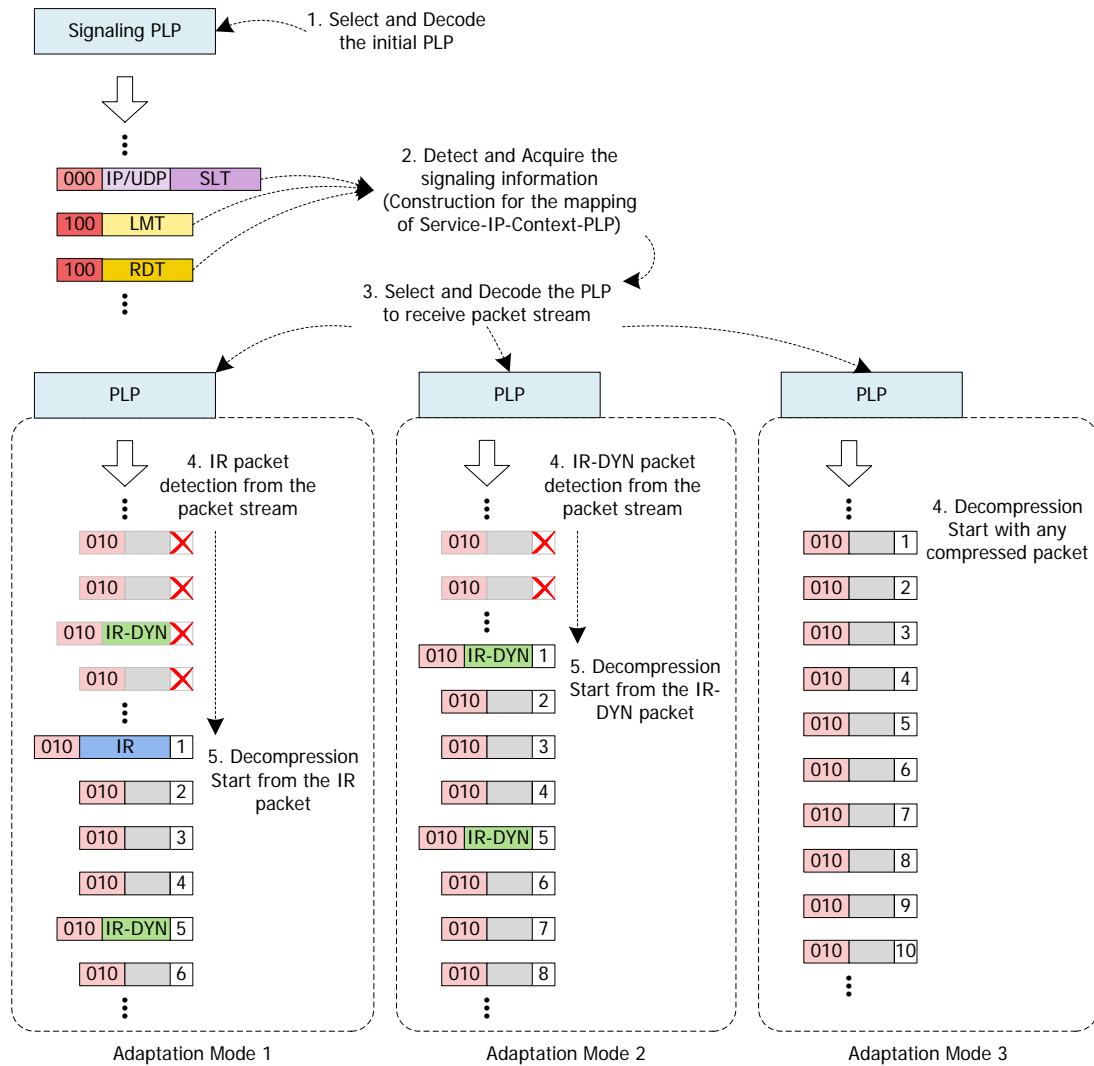 Signaling PLP
1. Select and Decode
the initial PLP
000 IP/UDP SLT
100 LMT
100 RDT
2. Detect and Acquire the
signaling information
(Construction for the mapping
of Service-IP-Context-PLP)
3. Select and Decode the PLP
to receive packet stream
PLP
4. IR packet
detection from the
packet stream
010
010
010 IR-DYN
010
010 IR 1
010 2
010 3
010 4
010 IR-DYN 5
010 6
5. Decompression
Start from the IR
packet
Adaptation Mode 1
PLP
4. IR-DYN packet
detection from the
packet stream
010
010
010 IR-DYN 1
010 2
010 3
010 4
010 IR-DYN 5
010 6
010 7
010 8
5. Decompression
Start from the IR-
DYN packet
Adaptation Mode 2
PLP
4. Decompression
Start with any
compressed packet
010 1
010 2
010 3
010 4
010 5
010 6
010 7
010 8
010 9
010 10
Adaptation Mode 3